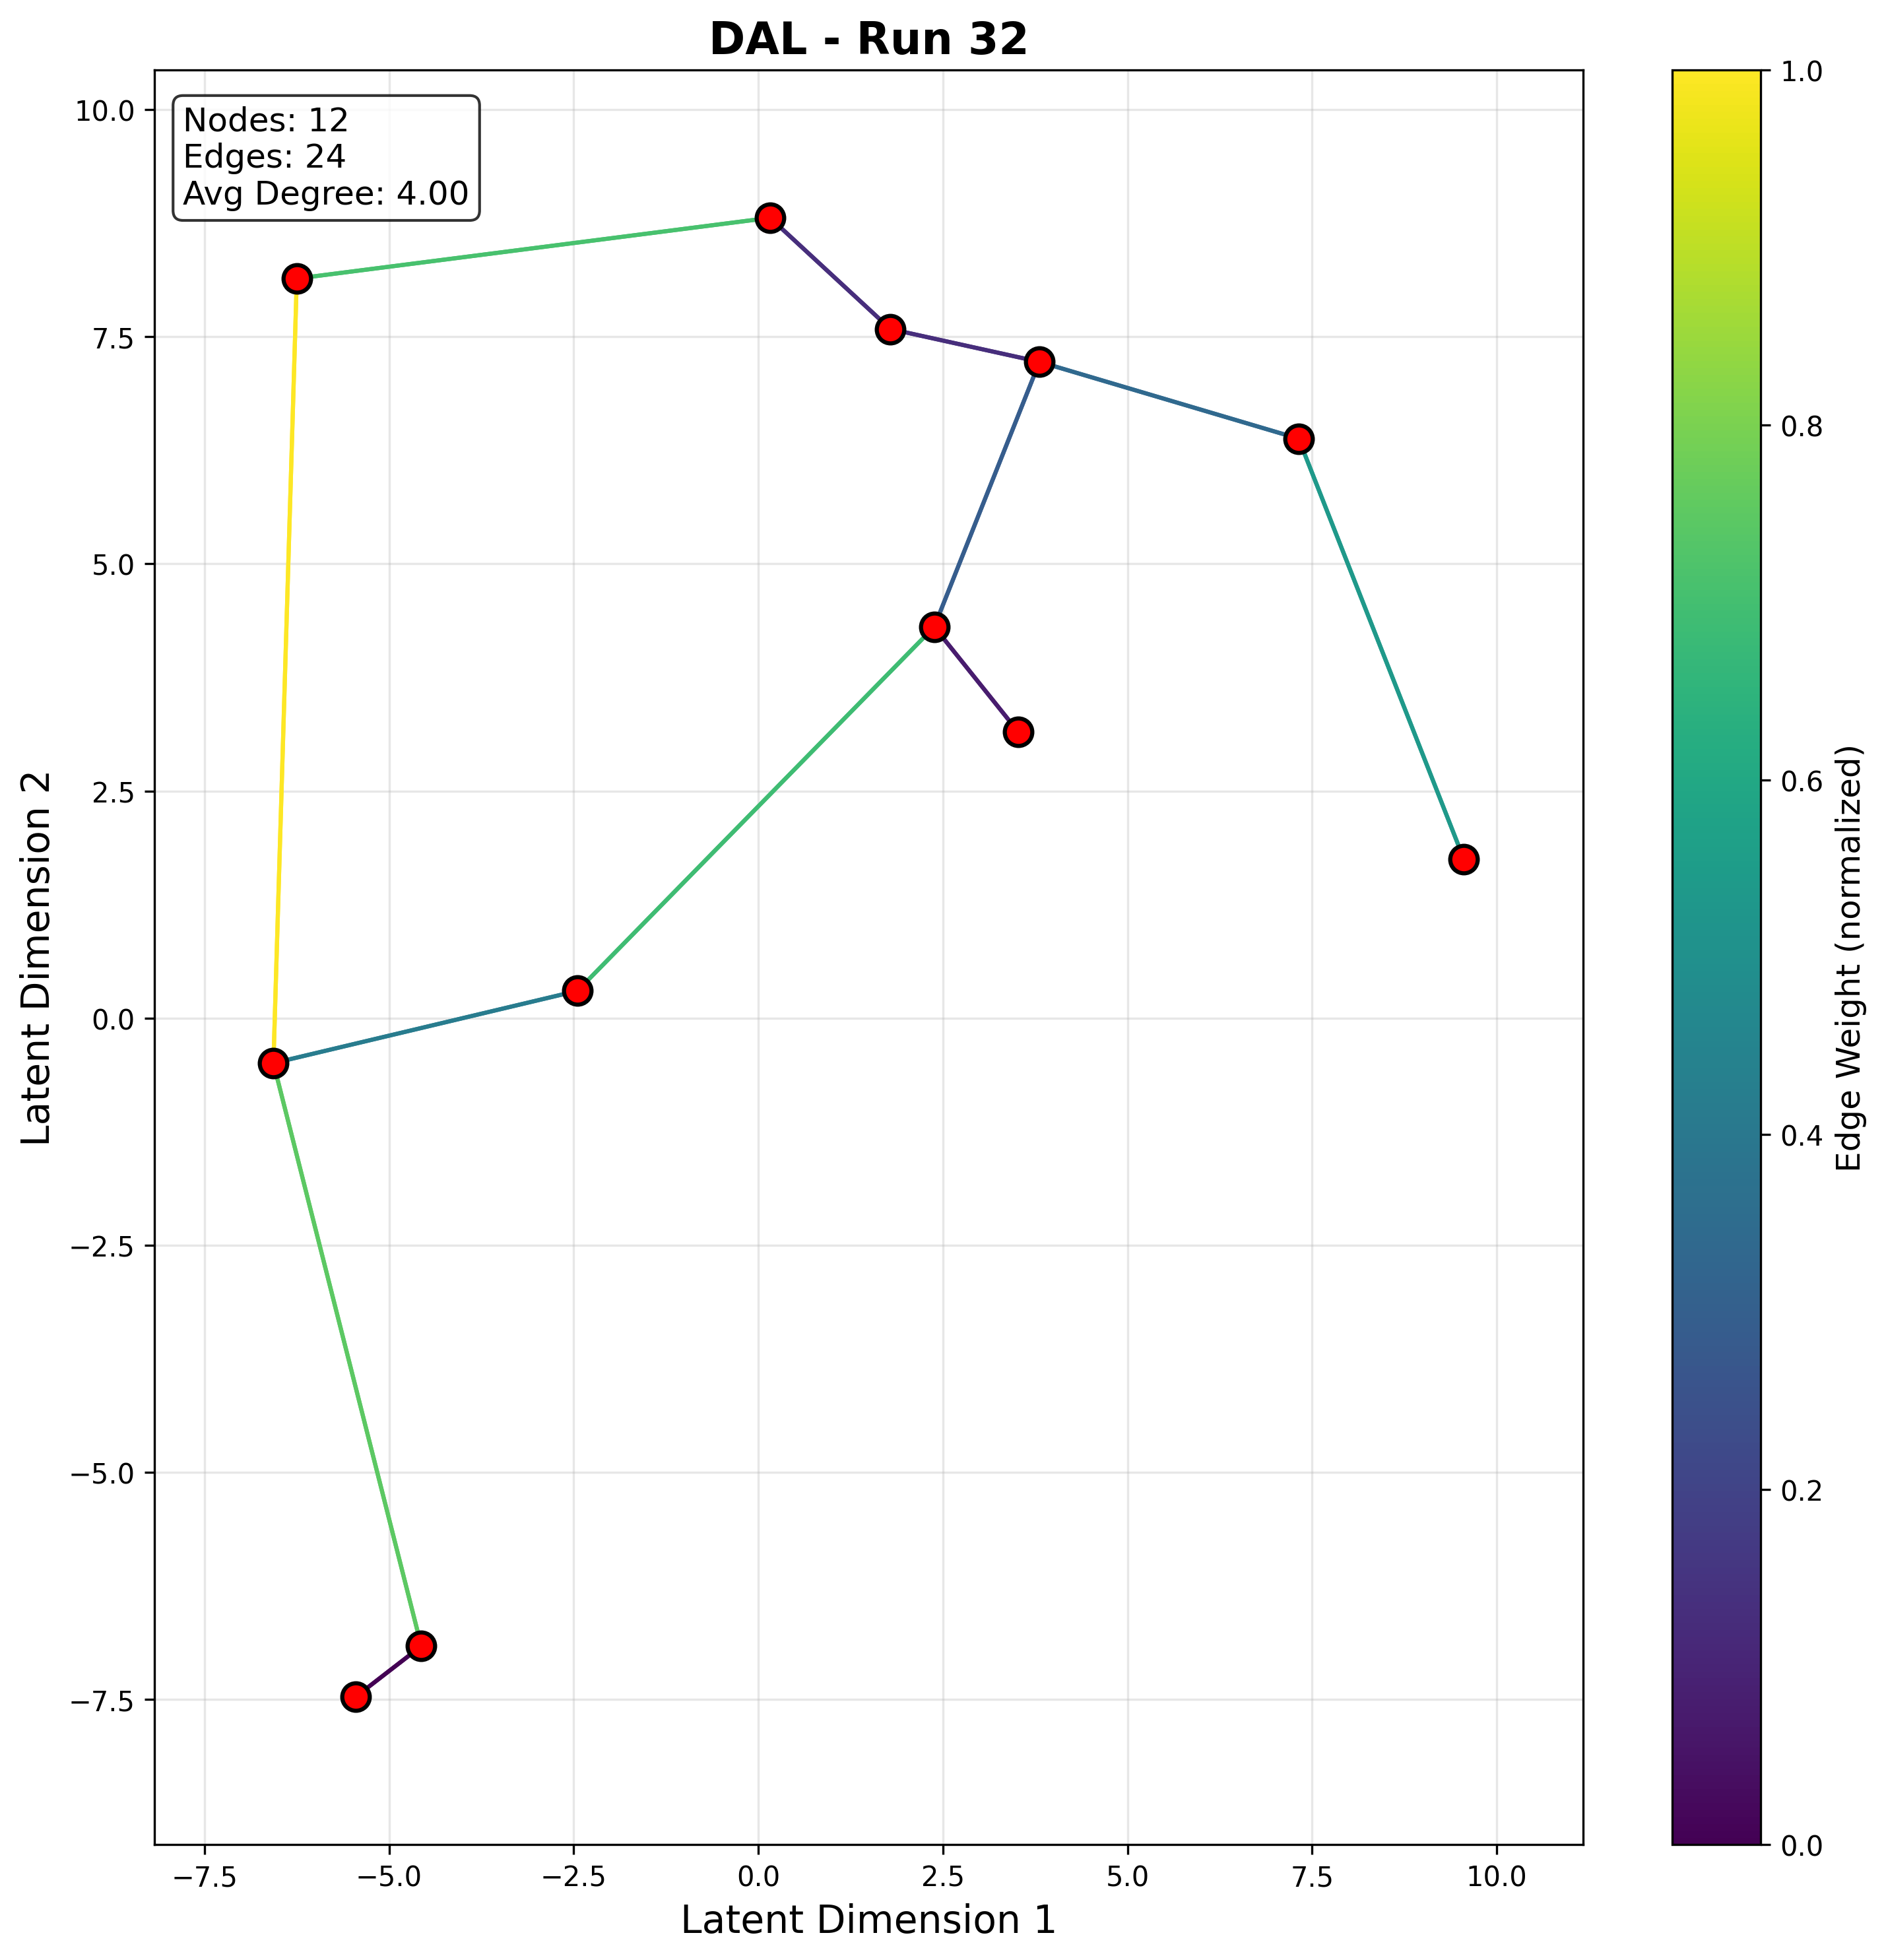 DAL - Run 32
Nodes: 12
Edges: 24
Avg Degree: 4.00
10.0
7.5
5.0
2.5
0.0
−2.5
−5.0
−7.5
Latent Dimension 2
−7.5 −5.0 −2.5 0.0 2.5 5.0 7.5 10.0
Latent Dimension 1
1.0
0.8
0.6
0.4
0.2
0.0
Edge Weight (normalized)